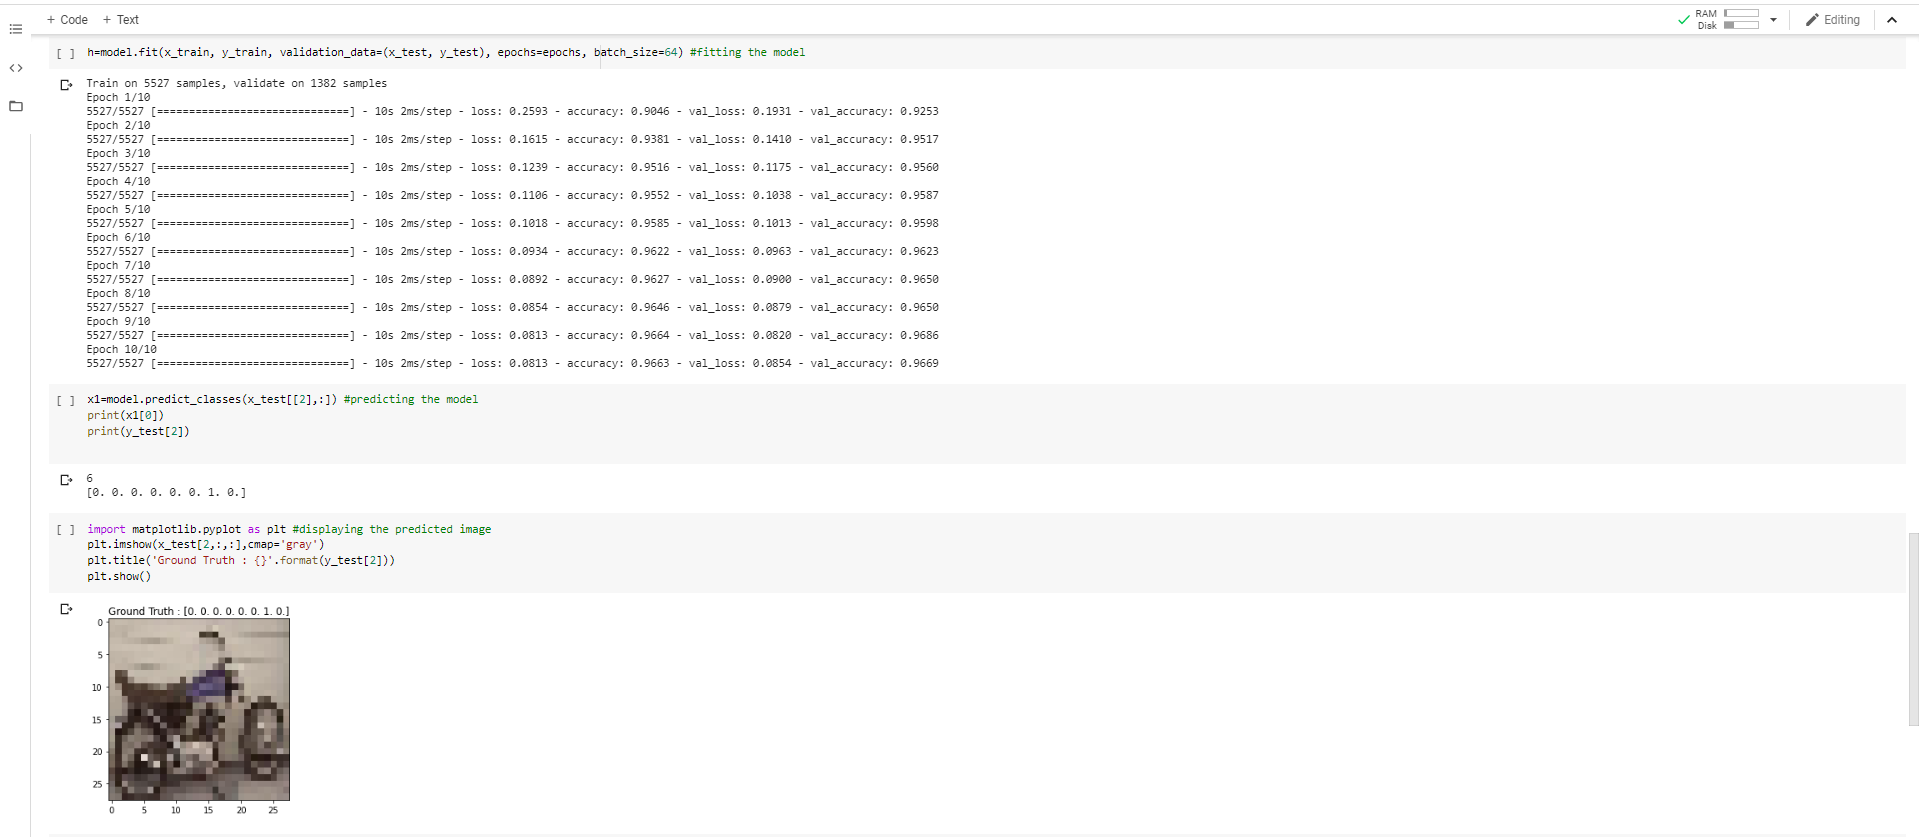 + Code + Text
RAM
Disk
Editing
[ ] h=model.fit(x_train, y_train, validation_data=(x_test, y_test), epochs=epochs, batch_size=64) #fitting the model
Train on 5527 samples, validate on 1382 samples
Epoch 1/10
5527/5527 [==============================] - 10s 2ms/step - loss: 0.2593 - accuracy: 0.9046 - val_loss: 0.1931 - val_accuracy: 0.9253
Epoch 2/10
5527/5527 [==============================] - 10s 2ms/step - loss: 0.1615 - accuracy: 0.9381 - val_loss: 0.1410 - val_accuracy: 0.9517
Epoch 3/10
5527/5527 [==============================] - 10s 2ms/step - loss: 0.1239 - accuracy: 0.9516 - val_loss: 0.1175 - val_accuracy: 0.9560
Epoch 4/10
5527/5527 [==============================] - 10s 2ms/step - loss: 0.1106 - accuracy: 0.9552 - val_loss: 0.1038 - val_accuracy: 0.9587
Epoch 5/10
5527/5527 [==============================] - 10s 2ms/step - loss: 0.1018 - accuracy: 0.9585 - val_loss: 0.1013 - val_accuracy: 0.9598
Epoch 6/10
5527/5527 [==============================] - 10s 2ms/step - loss: 0.0934 - accuracy: 0.9622 - val_loss: 0.0963 - val_accuracy: 0.9623
Epoch 7/10
5527/5527 [==============================] - 10s 2ms/step - loss: 0.0892 - accuracy: 0.9627 - val_loss: 0.0900 - val_accuracy: 0.9650
Epoch 8/10
5527/5527 [==============================] - 10s 2ms/step - loss: 0.0854 - accuracy: 0.9646 - val_loss: 0.0879 - val_accuracy: 0.9650
Epoch 9/10
5527/5527 [==============================] - 10s 2ms/step - loss: 0.0813 - accuracy: 0.9664 - val_loss: 0.0820 - val_accuracy: 0.9686
Epoch 10/10
5527/5527 [==============================] - 10s 2ms/step - loss: 0.0813 - accuracy: 0.9663 - val_loss: 0.0854 - val_accuracy: 0.9669
[ ] x1=model.predict_classes(x_test[[2],:]) #predicting the model
print(x1[0])
print(y_test[2])
6
[0. 0. 0. 0. 0. 0. 1. 0.]
[ ] import matplotlib.pyplot as plt #displaying the predicted image
plt.imshow(x_test[2,:,:],cmap='gray')
plt.title('Ground Truth : {}'.format(y_test[2]))
plt.show()
Ground Truth : [0. 0. 0. 0. 0. 0. 1. 0.]
0
5
10
15
20
25
0 5 10 15 20 25